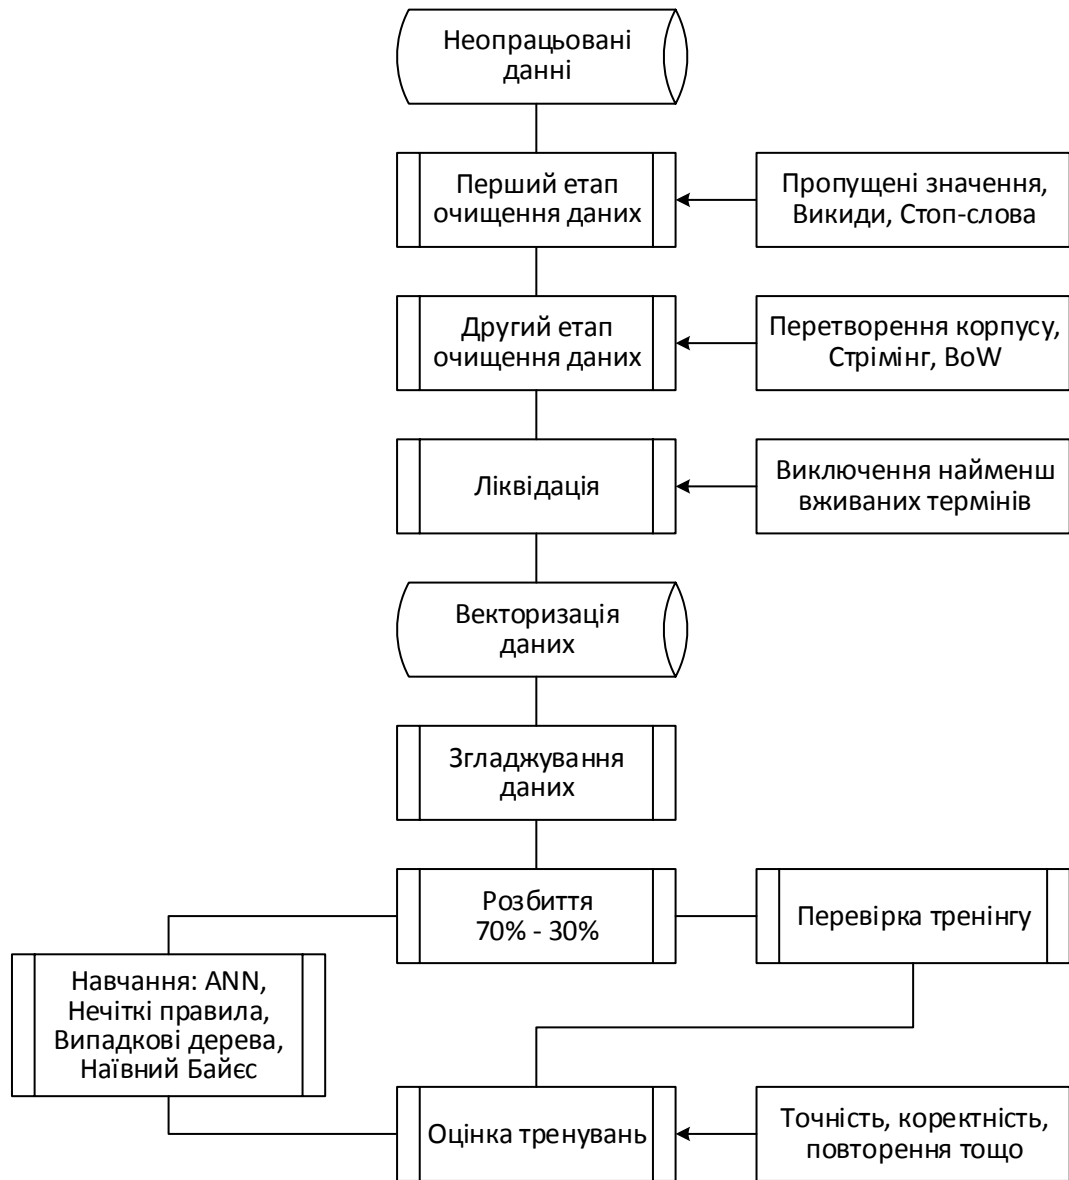 Неопрацьовані
данні
Перший етап
очищення даних
Пропущені значення,
Викиди, Стоп-слова
Другий етап
очищення даних
Перетворення корпусу,
Стрімінг, BoW
Ліквідація
Виключення найменш
вживаних термінів
Векторизація
даних
Згладжування
даних
Розбиття
70% - 30%
Перевірка тренінгу
Навчання: ANN,
Нечіткі правила,
Випадкові дерева,
Наївний Байєс
Оцінка тренувань
Точність, коректність,
повторення тощо